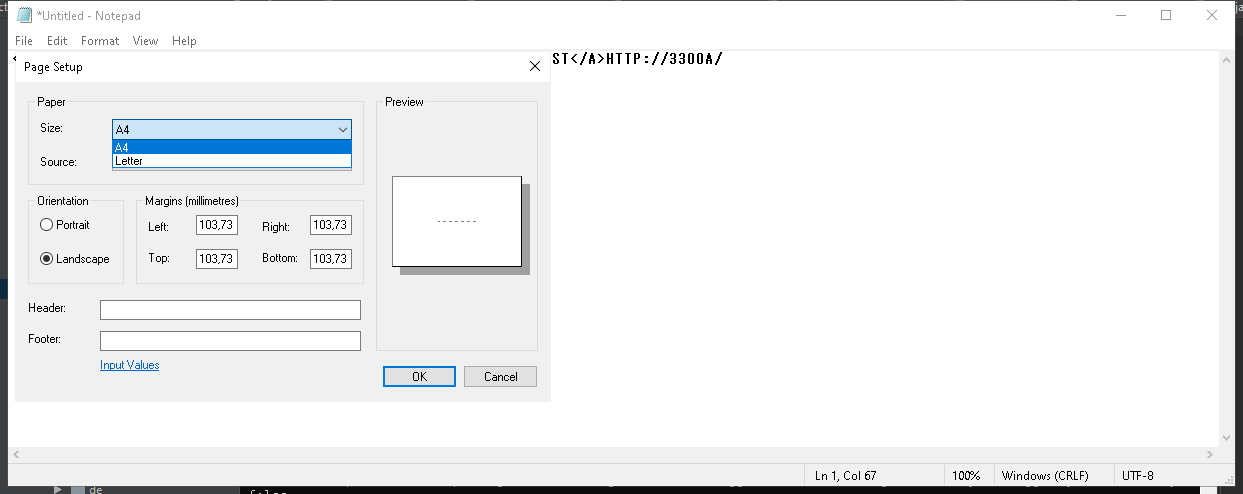 *Untitled - Notepad
File Edit Format View Help
ST</A>HTTP://3300A/
Page Setup
Paper
Size:
A4
A4
Letter
Source:
Preview
Orientation
Portrait
Landscape
Margins (millimetres)
Left: 103,73 Right: 103,73
Top: 103,73 Bottom: 103,73
Header:
Footer:
Input Values
OK Cancel
Ln 1, Col 67 100% Windows (CRLF) UTF-8
de